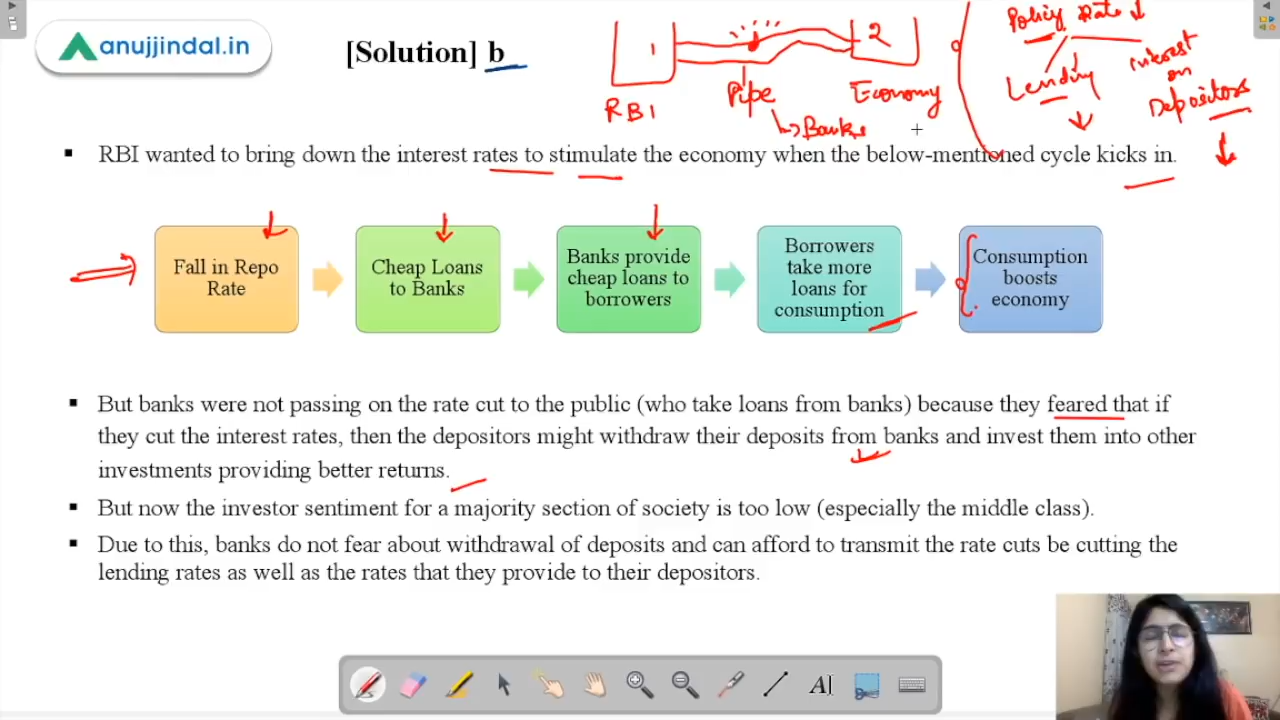 anujjindal.in
[Solution] b
1
2
RBI
Pipe
Economy
↳ Banks
Policy Rate ↓
Lending
↓
Interest
on
Depositors
↓
RBI wanted to bring down the interest rates to stimulate the economy when the below-mentioned cycle kicks in.
Fall in Repo
Rate
Cheap Loans
to Banks
Banks provide
cheap loans to
borrowers
Borrowers
take more
loans for
consumption
Consumption
boosts
economy
But banks were not passing on the rate cut to the public (who take loans from banks) because they feared that if
they cut the interest rates, then the depositors might withdraw their deposits from banks and invest them into other
investments providing better returns.
But now the investor sentiment for a majority section of society is too low (especially the middle class).
Due to this, banks do not fear about withdrawal of deposits and can afford to transmit the rate cuts be cutting the
lending rates as well as the rates that they provide to their depositors.
A